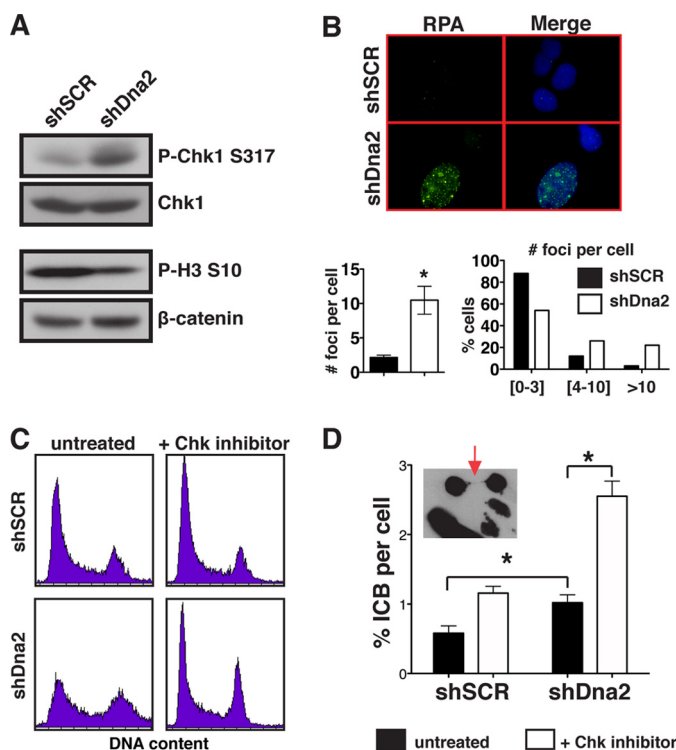 A
shSCR
shDna2
P-Chk1 S317
Chk1
P-H3 S10
β-catenin
B
RPA
Merge
shSCR
shDna2
# foci per cell
15
10
5
0
*
# foci per cell
% cells
100
80
60
40
20
0
shSCR
shDna2
[0-3]
[4-10]
>10
C
untreated
+ Chk inhibitor
shSCR
shDna2
DNA content
D
% ICB per cell
3
2
1
0
*
*
shSCR
shDna2
untreated
+ Chk inhibitor